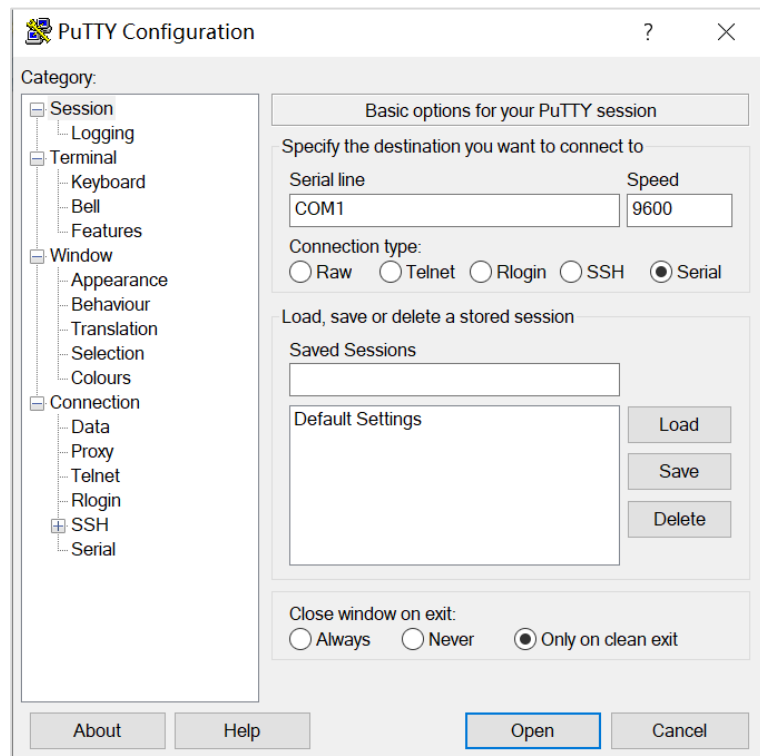 PuTTY Configuration
?
Category:
Session
Logging
Terminal
Keyboard
Bell
Features
Window
Appearance
Behaviour
Translation
Selection
Colours
Connection
Data
Proxy
Telnet
Rlogin
SSH
Serial
Basic options for your PuTTY session
Specify the destination you want to connect to
Serial line Speed
COM1 9600
Connection type:
Raw Telnet Rlogin SSH Serial
Load, save or delete a stored session
Saved Sessions
Default Settings
Load
Save
Delete
Close window on exit:
Always Never Only on clean exit
About Help Open Cancel